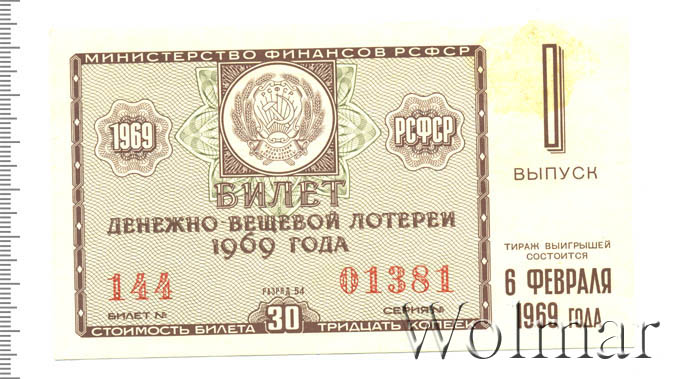 МИНИСТЕРСТВО ФИНАНСОВ РСФСР
1969
РСФСР
БИЛЕТ
ДЕНЕЖНО ВЕЩЕВОЙ ЛОТЕРЕИ
1969 ГОДА
144
РАЗРЯД 54
01381
БИЛЕТ №
СЕРИЯ №
СТОИМОСТЬ БИЛЕТА 30 ТРИДЦАТЬ КОПЕЕК
I
ВЫПУСК
ТИРАЖ ВЫИГРЫШЕЙ
СОСТОИТСЯ
6 ФЕВРАЛЯ
1969 ГОДА
Wolmar